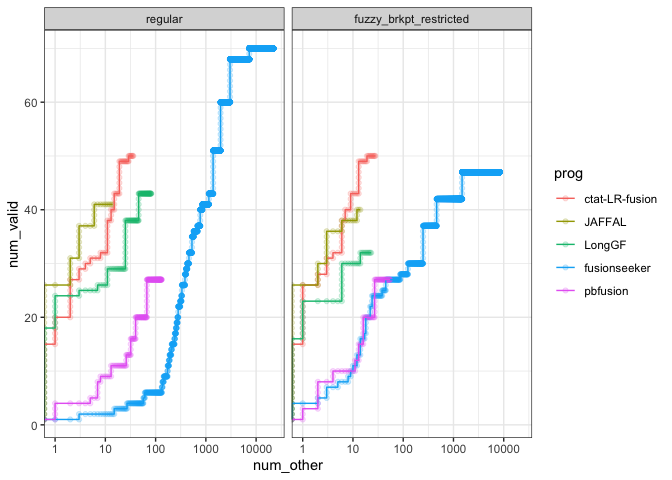 regular
fuzzy_brkpt_restricted
num_valid
60
40
20
0
1
10
100
1000
10000
1
10
100
1000
10000
num_other
prog
ctat-LR-fusion
JAFFAL
LongGF
fusionseeker
pbfusion